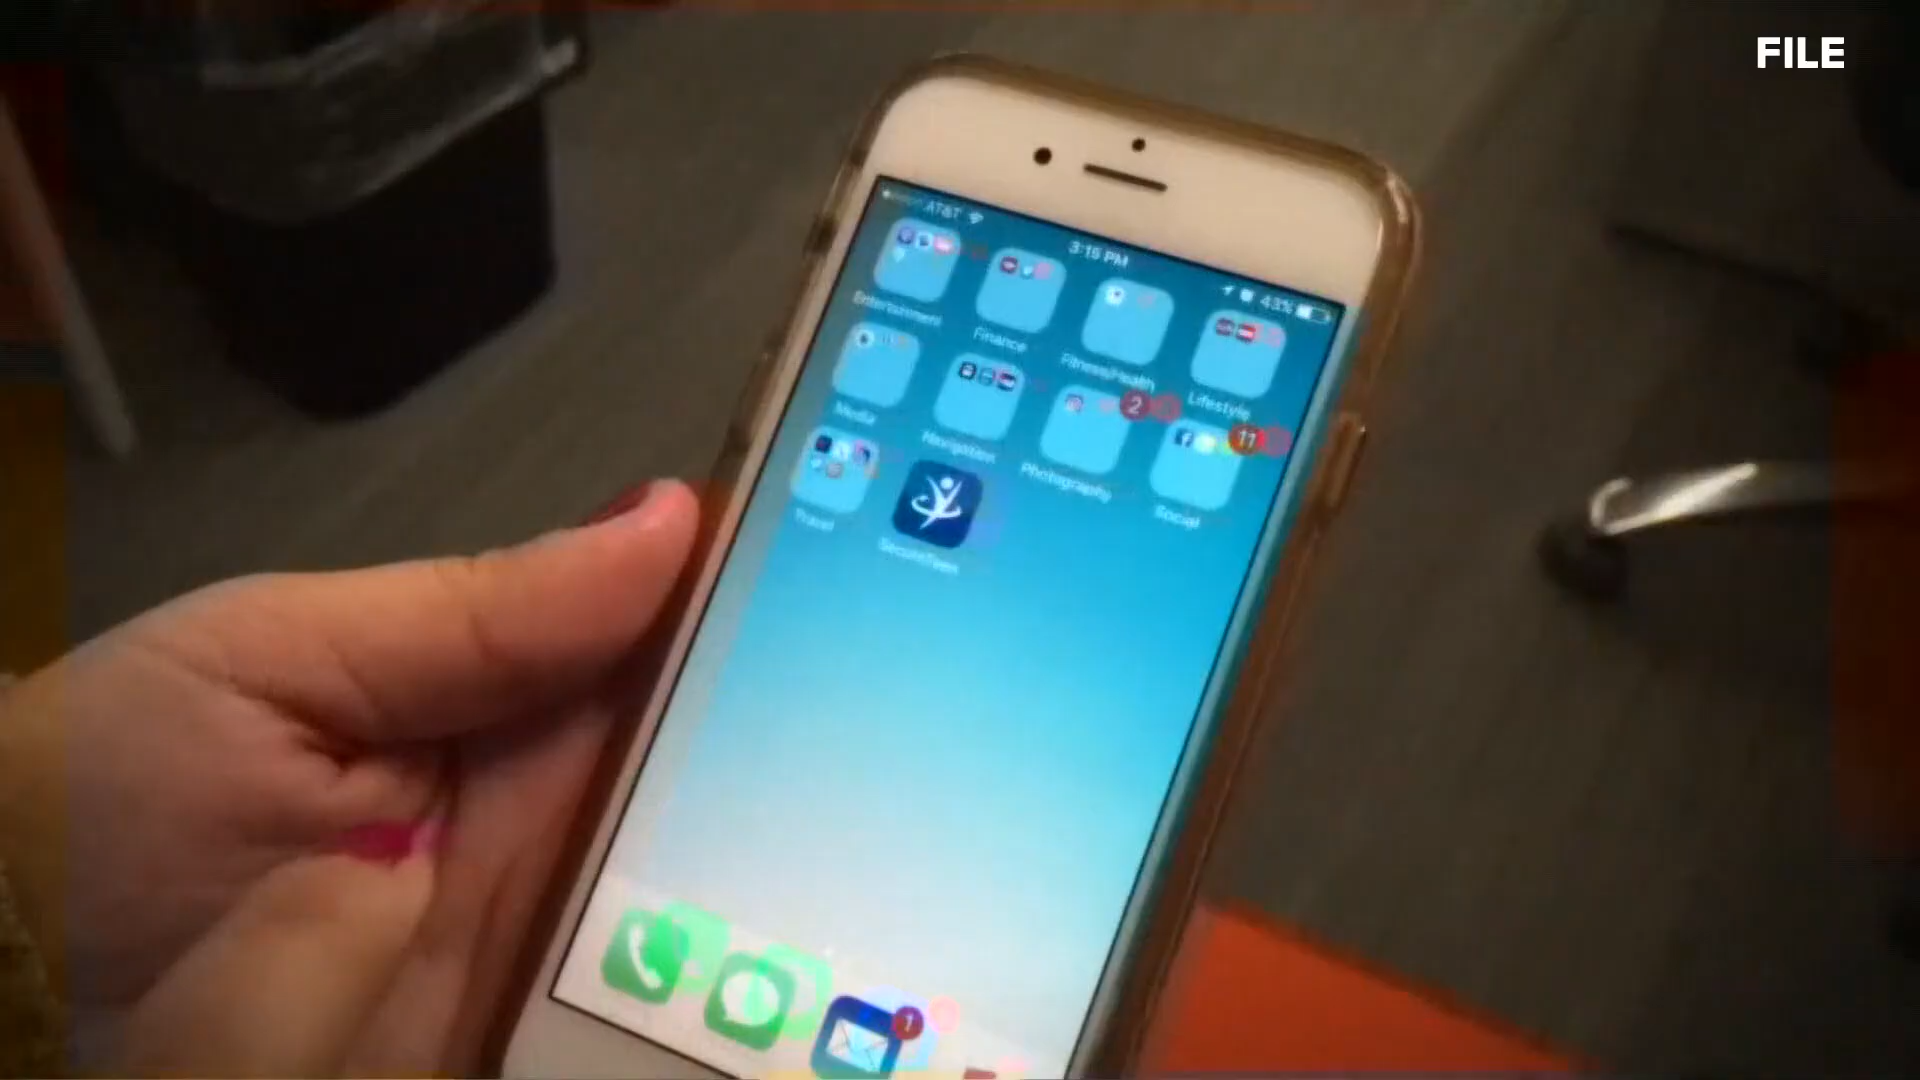 FILE
AT&T
3:15 PM
43%
Entertainment
Finance
Fitness/Health
Lifestyle
Media
Navigation
2
Photography
11
Social
Travel
SecureTeen
1